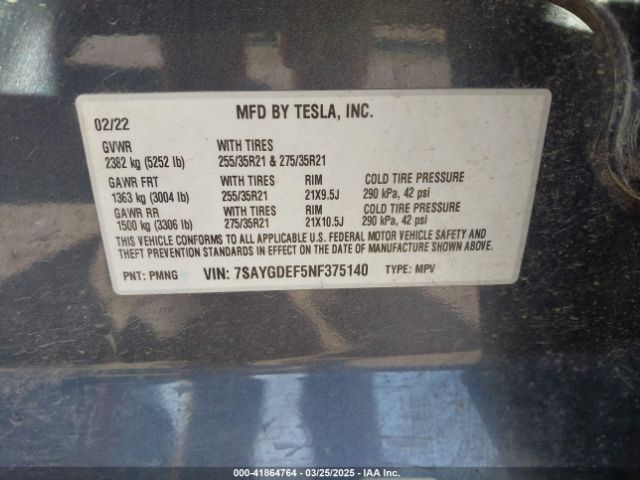 MFD BY TESLA, INC.
02/22
GVWR WITH TIRES
2382 kg (5252 lb) 255/35R21 & 275/35R21
GAWR FRT WITH TIRES RIM COLD TIRE PRESSURE
1363 kg (3004 lb) 255/35R21 21X9.5J 290 kPa, 42 psi
GAWR RR WITH TIRES RIM COLD TIRE PRESSURE
1500 kg (3306 lb) 275/35R21 21X10.5J 290 kPa, 42 psi
THIS VEHICLE CONFORMS TO ALL APPLICABLE U.S. FEDERAL MOTOR VEHICLE SAFETY AND
THEFT PREVENTION STANDARDS IN EFFECT ON THE DATE OF MANUFACTURE SHOWN ABOVE.
PNT: PMNG VIN: 7SAYGDEF5NF375140 TYPE: MPV
000-41864764 // 03/25/2025 - IAA Inc.